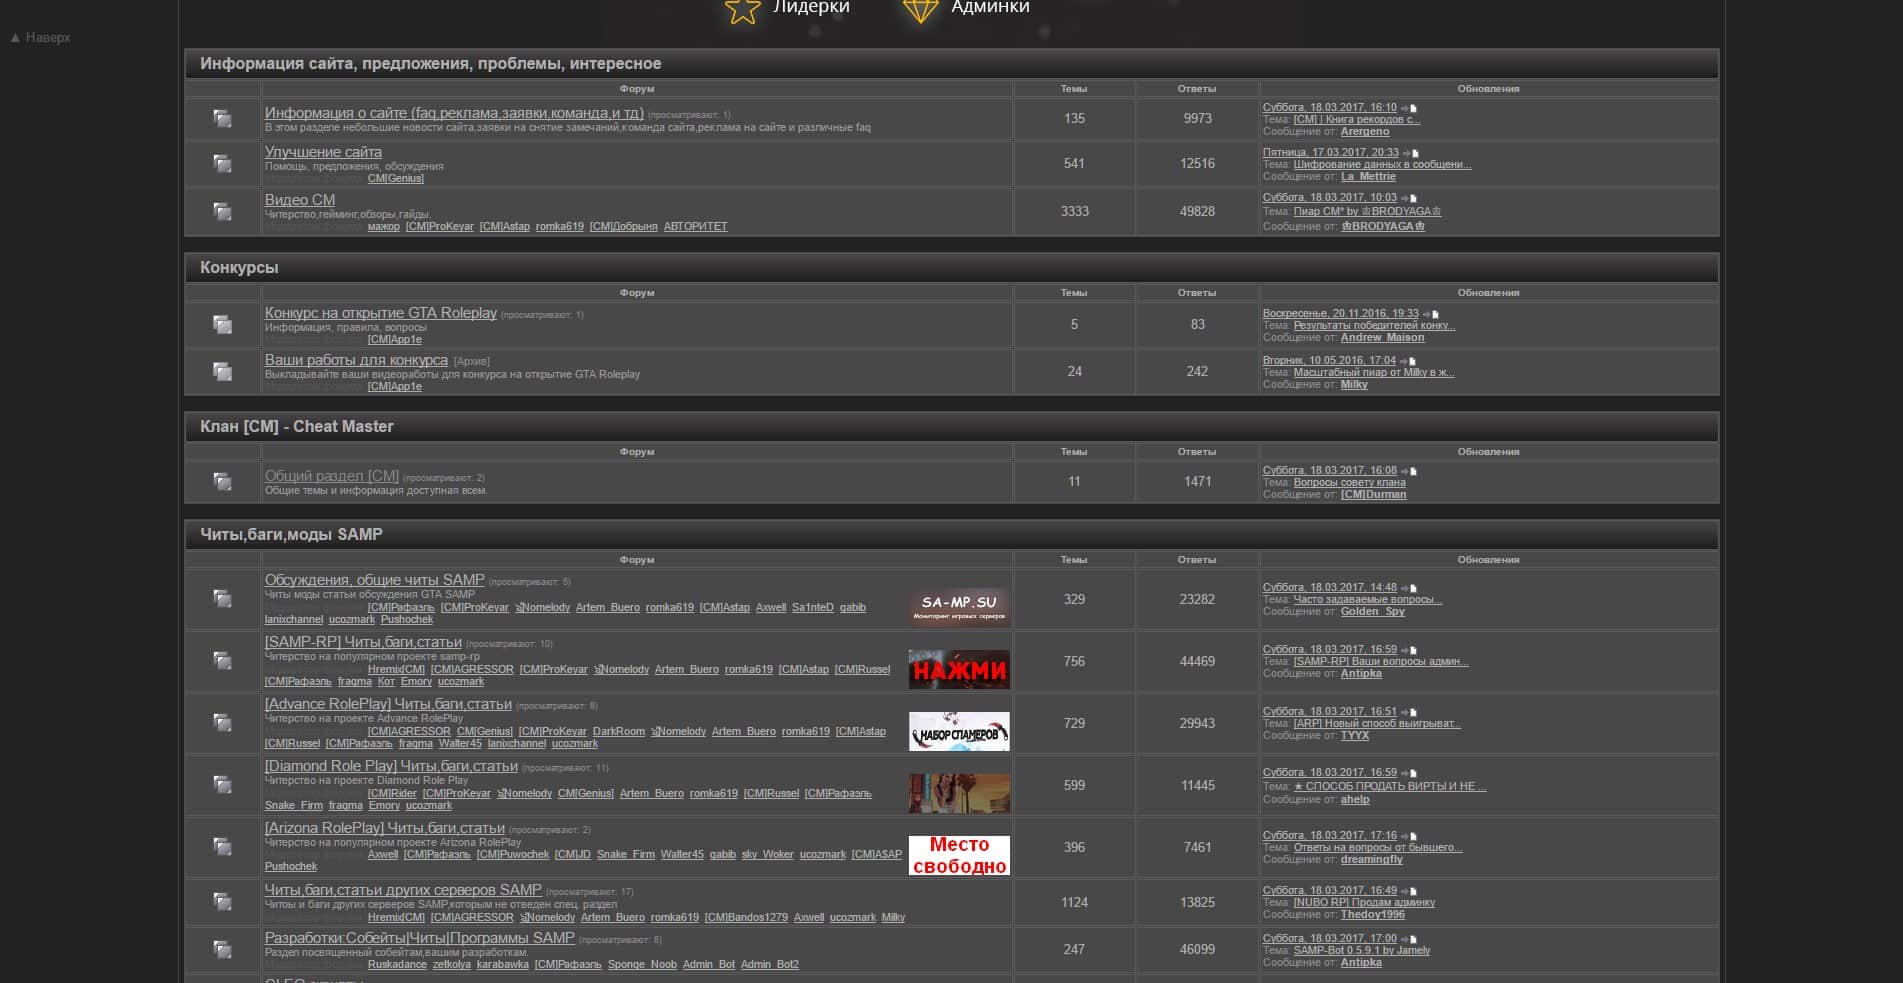 Лидерки Админки
▲ Наверх
Информация сайта, предложения, проблемы, интересное
Форум Темы Ответы Обновления
Информация о сайте (faq,реклама,заявки,команда,и тд) (просматривают: 1)
В этом разделе небольшие новости сайта,заявки на снятие замечаний,команда сайта,реклама на сайте и различные faq
135 9973
Суббота, 18.03.2017, 16:10
Тема: [CM] | Книга рекордов с...
Сообщение от: Arergeno
Улучшение сайта
Помощь, предложения, обсуждения
CM[Genius]
541 12516
Пятница, 17.03.2017, 20:33
Тема: Шифрование данных в сообщени...
Сообщение от: La_Mettrie
Видео CM
Читерство,гейминг,обзоры,гайды.
мажор [CM]ProKeyar [CM]Astap romka619 [CM]Добрыня АВТОРИТЕТ
3333 49828
Суббота, 18.03.2017, 10:03
Тема: Пиар CM* by ♔BRODYAGA♔
Сообщение от: ♔BRODYAGA♔
Конкурсы
Форум Темы Ответы Обновления
Конкурс на открытие GTA Roleplay (просматривают: 1)
Информация, правила, вопросы
[CM]App1e
5 83
Воскресенье, 20.11.2016, 19:33
Тема: Результаты победителей конку...
Сообщение от: Andrew_Maison
Ваши работы для конкурса [Архив]
Выкладывайте ваши видеоработы для конкурса на открытие GTA Roleplay
[CM]App1e
24 242
Вторник, 10.05.2016, 17:04
Тема: Масштабный пиар от Milky в ж...
Сообщение от: Milky
Клан [CM] - Cheat Master
Форум Темы Ответы Обновления
Общий раздел [CM] (просматривают: 2)
Общие темы и информация доступная всем.
11 1471
Суббота, 18.03.2017, 16:08
Тема: Вопросы совету клана
Сообщение от: [CM]Durman
Читы,баги,моды SAMP
Форум Темы Ответы Обновления
Обсуждения, общие читы SAMP (просматривают: 5)
Читы моды статьи обсуждения GTA SAMP
[CM]Рафаэль [CM]ProKeyar Nomelody Artem_Buero romka619 [CM]Astap Axwell Sa1nteD gabib
lanixchannel ucozmark Pushochek
SA-MP.SU
Мониторинг игровых серверов
329 23282
Суббота, 18.03.2017, 14:48
Тема: Часто задаваемые вопросы...
Сообщение от: Golden_Spy
[SAMP-RP] Читы,баги,статьи (просматривают: 10)
Читерство на популярном проекте samp-rp
Hremix[CM] [CM]AGRESSOR [CM]ProKeyar Nomelody Artem_Buero romka619 [CM]Astap [CM]Russel
[CM]Рафаэль fragma Кот Emory ucozmark
НАЖМИ
756 44469
Суббота, 18.03.2017, 16:59
Тема: [SAMP-RP] Ваши вопросы админ...
Сообщение от: Antipka
[Advance RolePlay] Читы,баги,статьи (просматривают: 8)
Читерство на проекте Advance RolePlay
[CM]AGRESSOR CM[Genius] [CM]ProKeyar DarkRoom Nomelody Artem_Buero romka619 [CM]Astap
[CM]Russel [CM]Рафаэль fragma Walter45 lanixchannel ucozmark
НАБОР СПАМЕРОВ
729 29943
Суббота, 18.03.2017, 16:51
Тема: [ARP] Новый способ выигрыват...
Сообщение от: TYYX
[Diamond Role Play] Читы,баги,статьи (просматривают: 11)
Читерство на проекте Diamond Role Play
[CM]Rider [CM]ProKeyar Nomelody CM[Genius] Artem_Buero romka619 [CM]Russel [CM]Рафаэль
Snake_Firm fragma Emory ucozmark
599 11445
Суббота, 18.03.2017, 16:59
Тема: ★ СПОСОБ ПРОДАТЬ ВИРТЫ И НЕ ...
Сообщение от: ahelp
[Arizona RolePlay] Читы,баги,статьи (просматривают: 2)
Читерство на популярном проекте Arizona RolePlay
Axwell [CM]Рафаэль [CM]Puwochek [CM]JD Snake_Firm Walter45 gabib sky_Woker ucozmark [CM]A$AP
Pushochek
Место
свободно
396 7461
Суббота, 18.03.2017, 17:16
Тема: Ответы на вопросы от бывшего...
Сообщение от: dreamingfly
Читы,баги,статьи других серверов SAMP (просматривают: 17)
Читоы и баги других серверов SAMP,которым не отведен спец. раздел
Hremix[CM] [CM]AGRESSOR Nomelody Artem_Buero romka619 [CM]Bandos1279 Axwell ucozmark Milky
1124 13825
Суббота, 18.03.2017, 16:49
Тема: [NUBO RP] Продам админку
Сообщение от: Thedoy1996
Разработки:Собейты|Читы|Программы SAMP (просматривают: 8)
Раздел посвященный собейтам,вашим разработкам.
Ruskadance zetkolya karabawka [CM]Рафаэль Sponge_Noob Admin_Bot Admin_Bot2
247 46099
Суббота, 18.03.2017, 17:00
Тема: SAMP-Bot 0.5.9.1 by Jamely
Сообщение от: Antipka